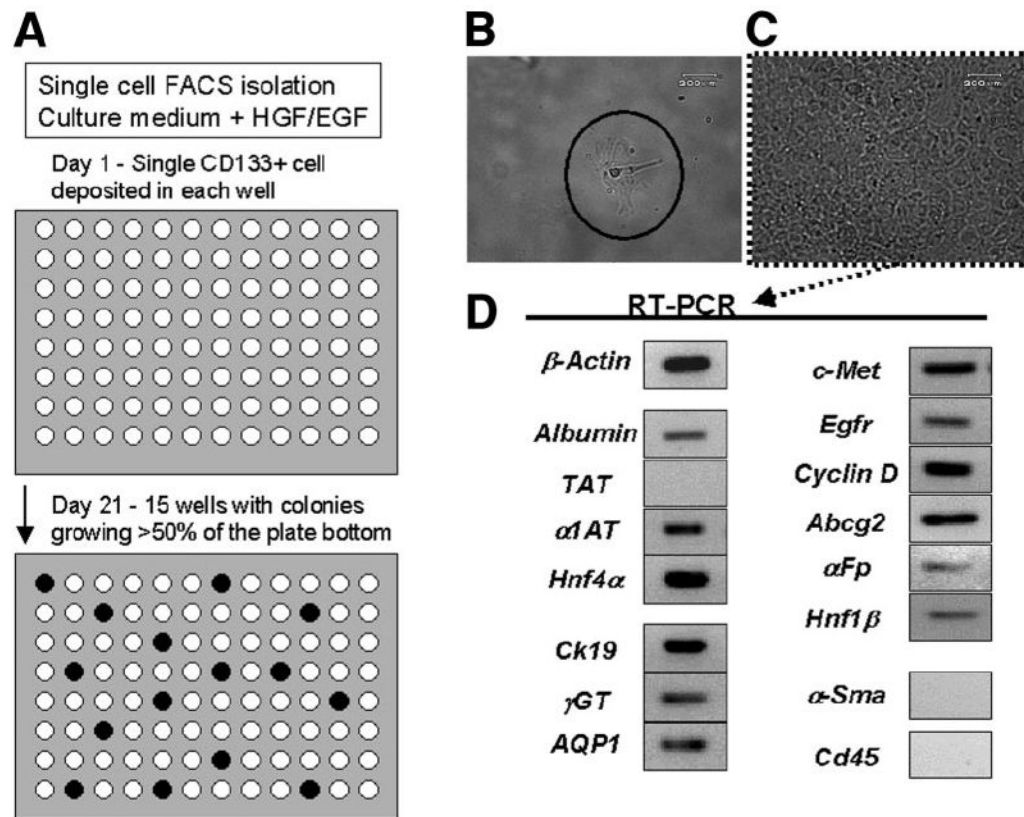 A
Single cell FACS isolation
Culture medium + HGF/EGF
Day 1 - Single CD133+ cell
deposited in each well
Day 21 - 15 wells with colonies
growing >50% of the plate bottom
B
200um
C
200um
D
RT-PCR
β-Actin
Albumin
TAT
α1AT
Hnf4α
Ck19
γGT
AQP1
c-Met
Egfr
Cyclin D
Abcg2
αFp
Hnf1β
α-Sma
Cd45